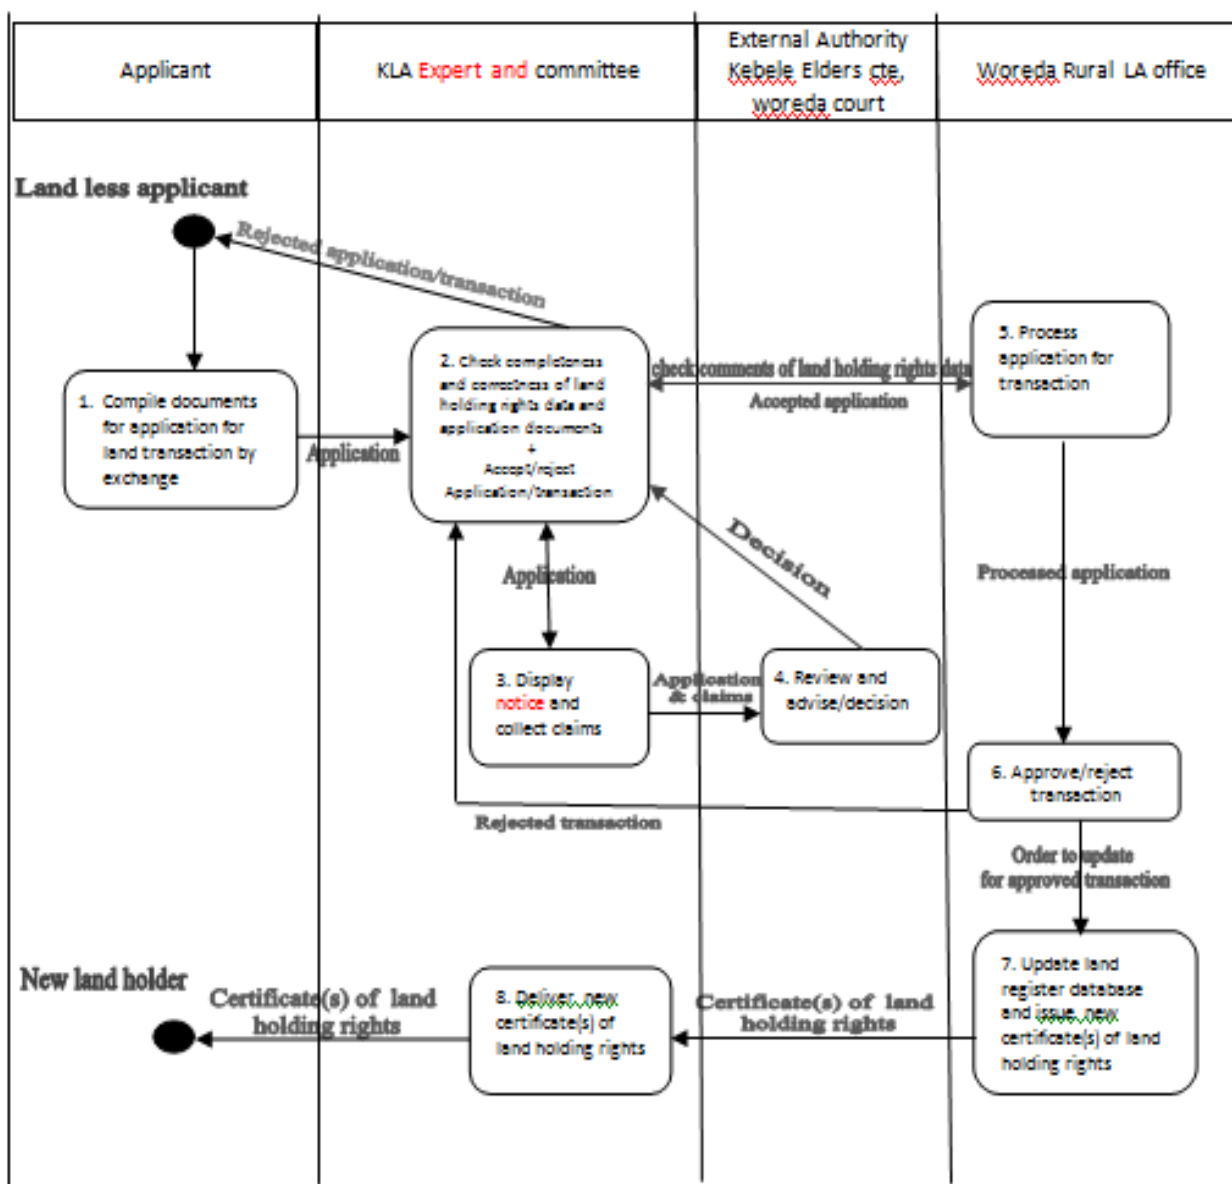 Applicant
KLA Expert and committee
External Authority
Kebele Elders cte,
woreda court
Woreda Rural LA office
Land less applicant
Rejected application/transaction
1. Compile documents
for application for
land transaction by
exchange
Application
2. Check completeness
and correctness of land
holding rights data and
application documents
+
Accept/reject
Application/transaction
check comments of land holding rights data
Accepted application
5. Process
application for
transaction
Application
Decision
Processed application
3. Display
notice and
collect claims
Application
& claims
4. Review and
advise/decision
6. Approve/reject
transaction
Rejected transaction
Order to update
for approved transaction
New land holder
Certificate(s) of land
holding rights
8. Deliver new
certificate(s) of
land holding rights
Certificate(s) of land
holding rights
7. Update land
register database
and issue new
certificate(s) of land
holding rights